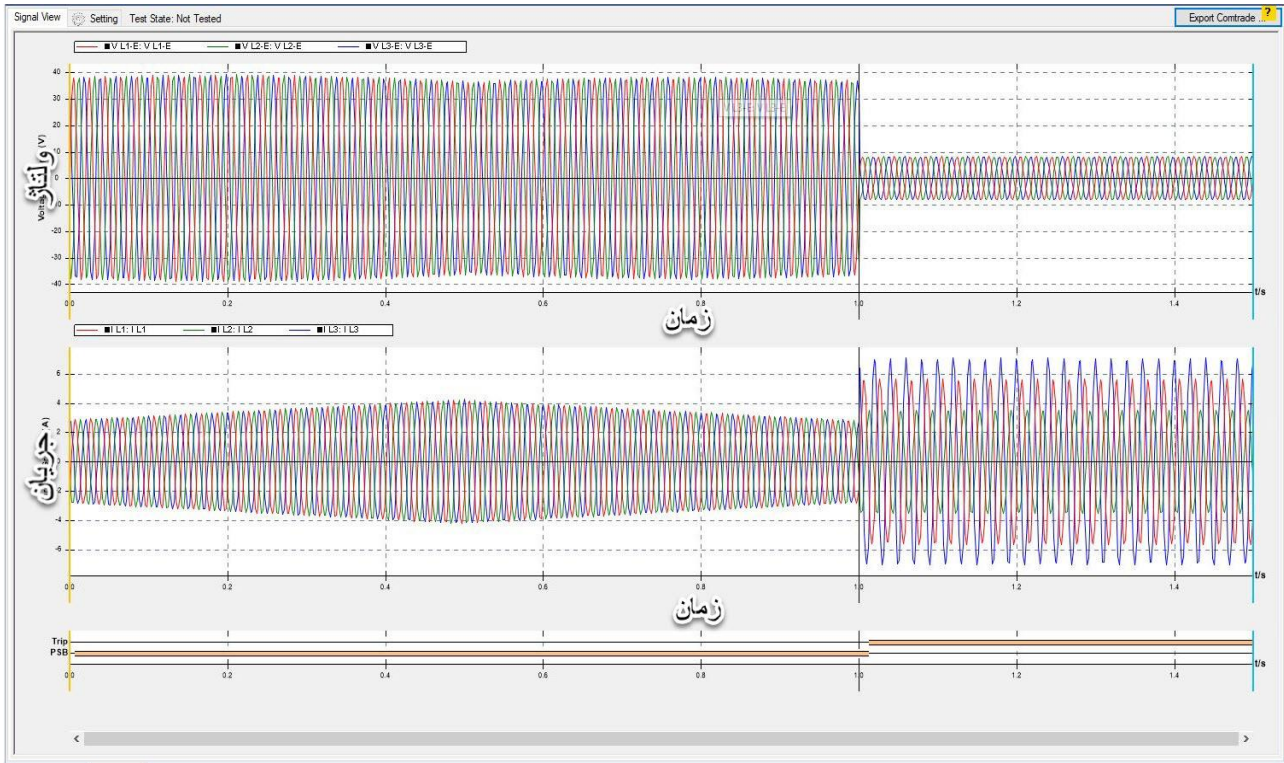 Signal View Setting Test State: Not Tested Export Comtrade ... ?
V L1-E: V L1-E V L2-E: V L2-E V L3-E: V L3-E
40
30
20
10
0
-10
-20
-30
-40
ولتاژ
V L3-E: V L3-E
0.0 0.2 0.4 0.6 0.8 1.0 1.2 1.4 t/s
زمان
I L1: I L1 I L2: I L2 I L3: I L3
6
4
2
0
-2
-4
-6
جریان (A)
0.0 0.2 0.4 0.6 0.8 1.0 1.2 1.4 t/s
زمان
Trip
PSB
0.0 0.2 0.4 0.6 0.8 1.0 1.2 1.4 t/s